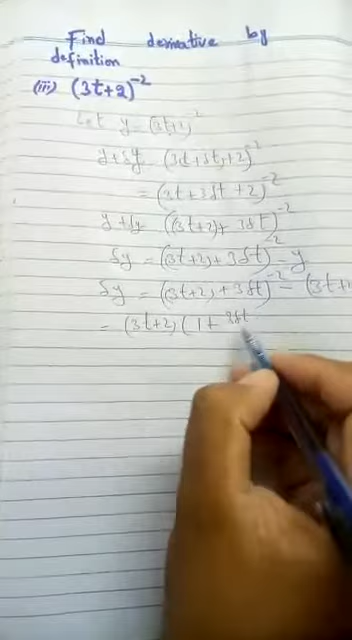 Find derivative by
definition
(iii) (3t+2)⁻²
Let y = (3t+2)⁻²
y+δy = (3(t+δt)+2)⁻²
= (3t+3δt+2)⁻²
y+δy = ((3t+2)+3δt)⁻²
δy = ((3t+2)+3δt)⁻² - y
δy = ((3t+2)+3δt)⁻² - (3t+
= (3t+2)(1+ 3δt